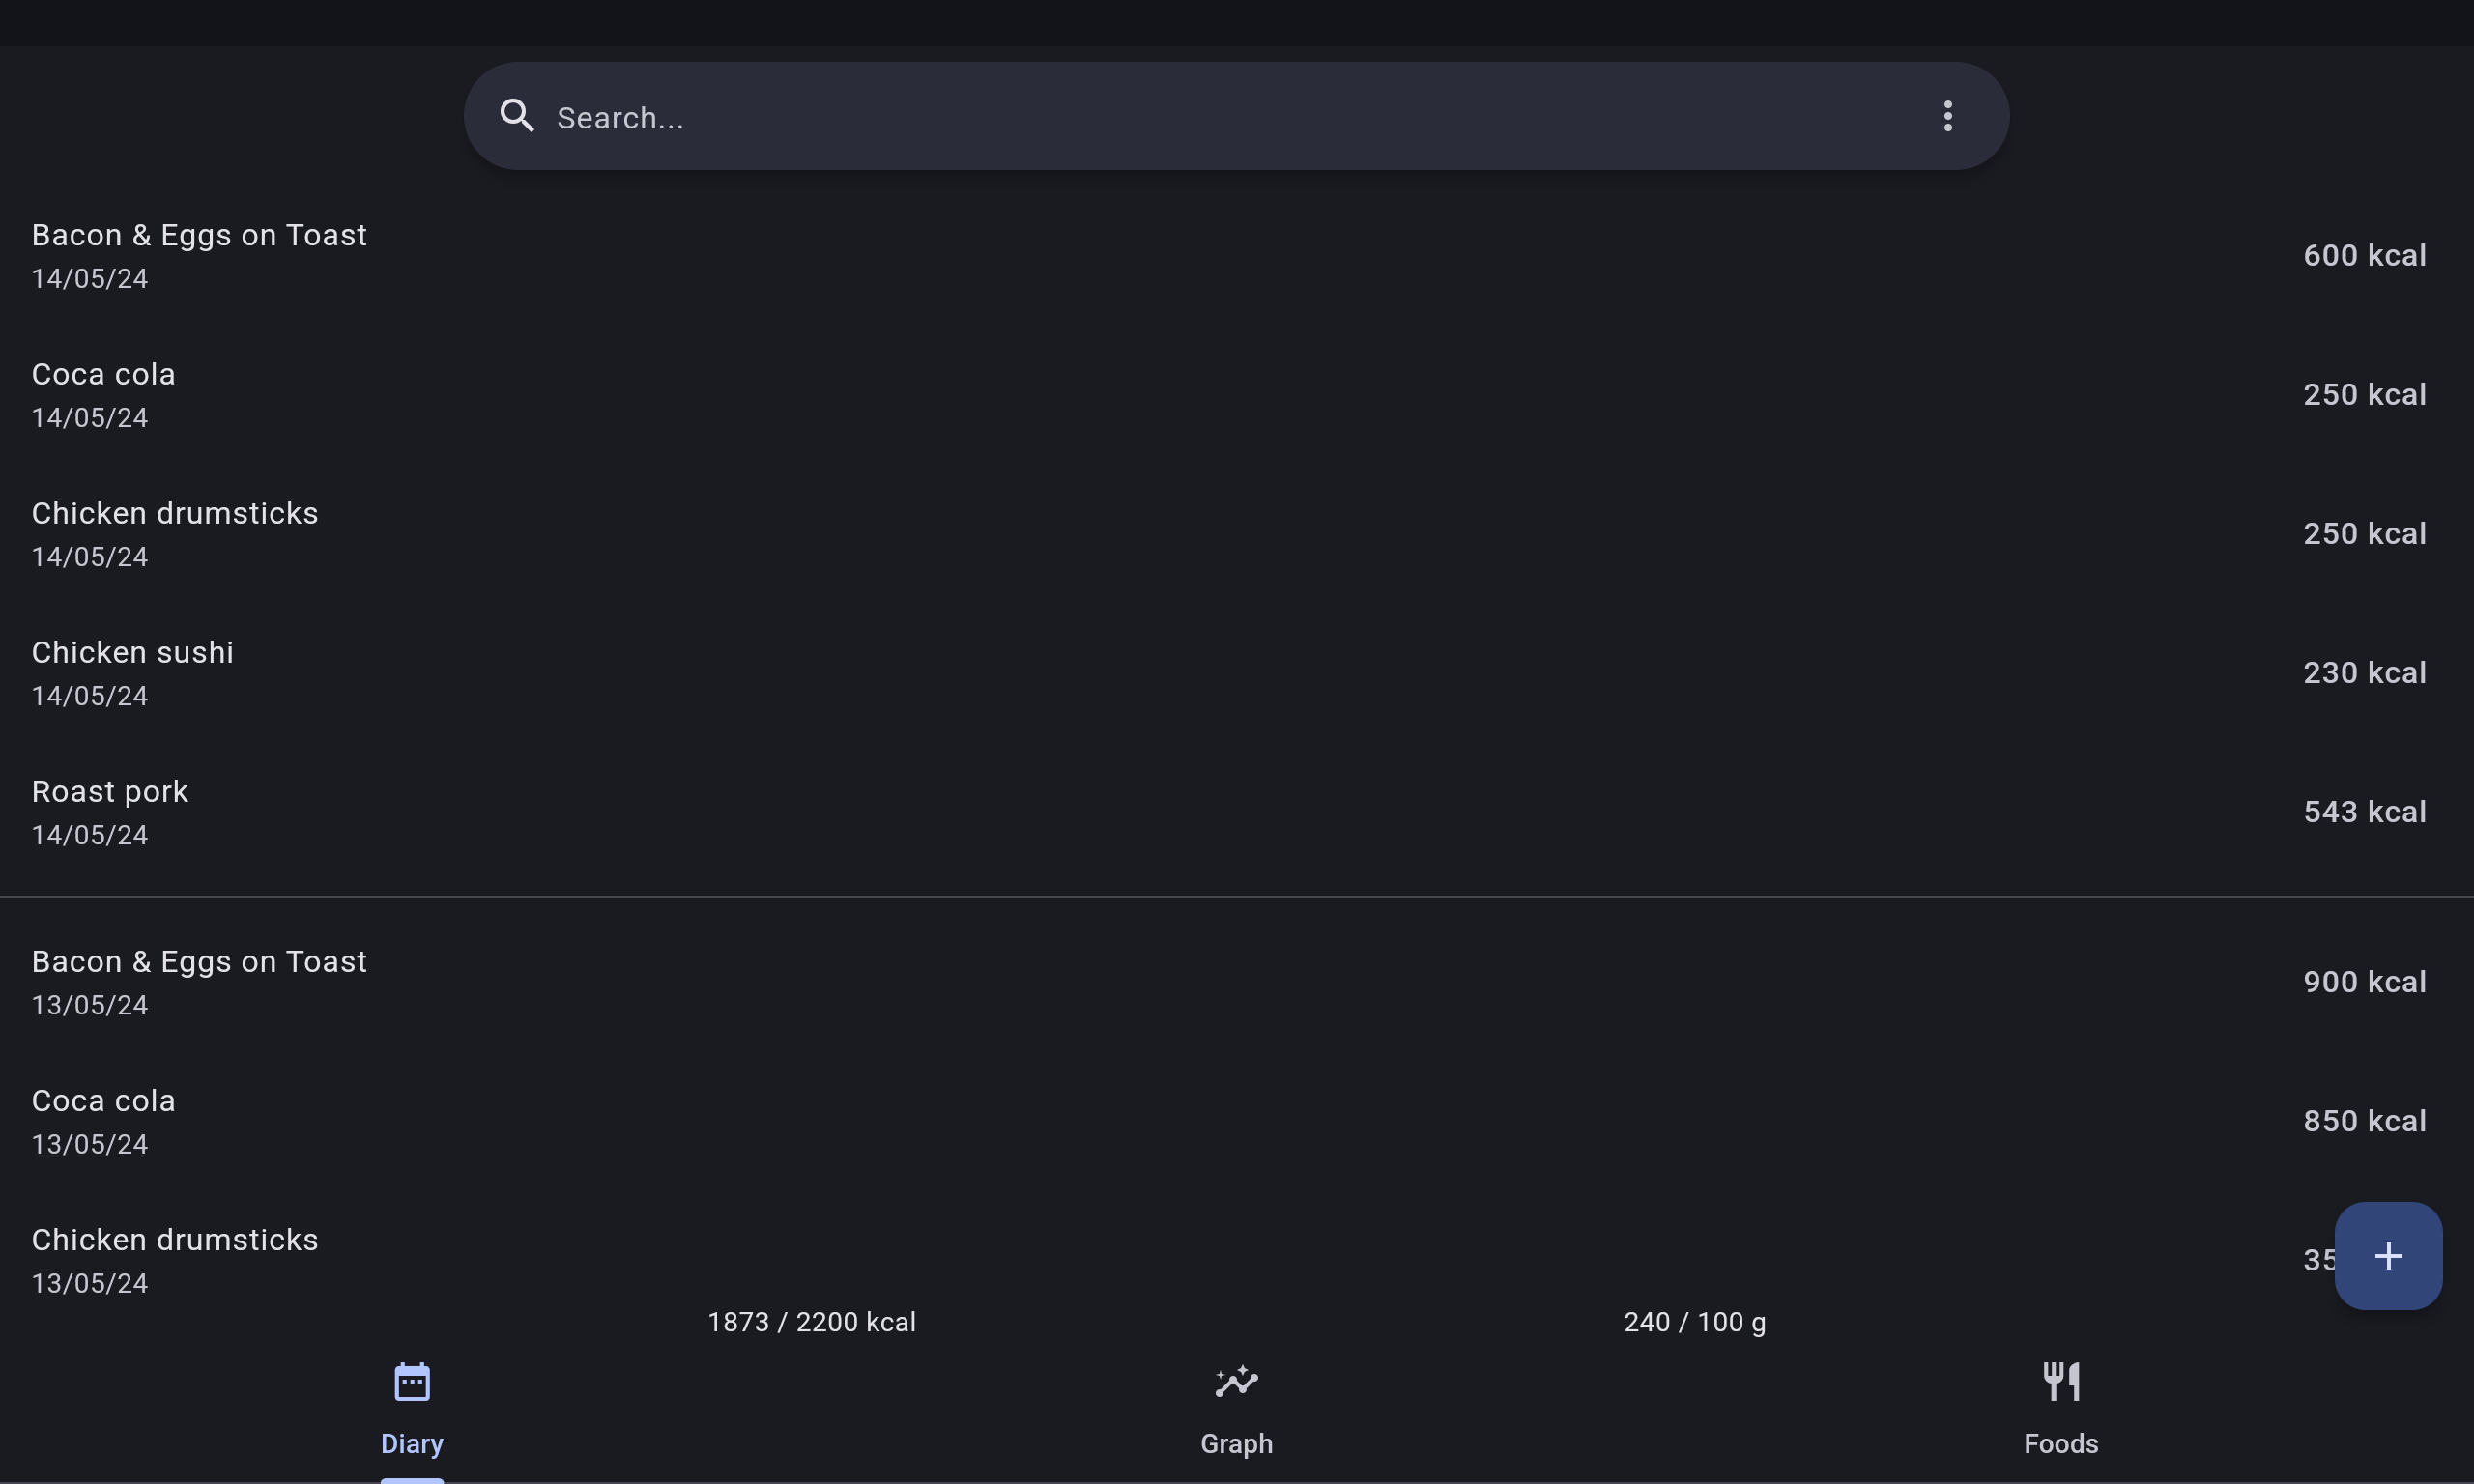 Search...
Bacon & Eggs on Toast
14/05/24
600 kcal
Coca cola
14/05/24
250 kcal
Chicken drumsticks
14/05/24
250 kcal
Chicken sushi
14/05/24
230 kcal
Roast pork
14/05/24
543 kcal
Bacon & Eggs on Toast
13/05/24
900 kcal
Coca cola
13/05/24
850 kcal
Chicken drumsticks
13/05/24
1873 / 2200 kcal
240 / 100 g
Diary
Graph
Foods